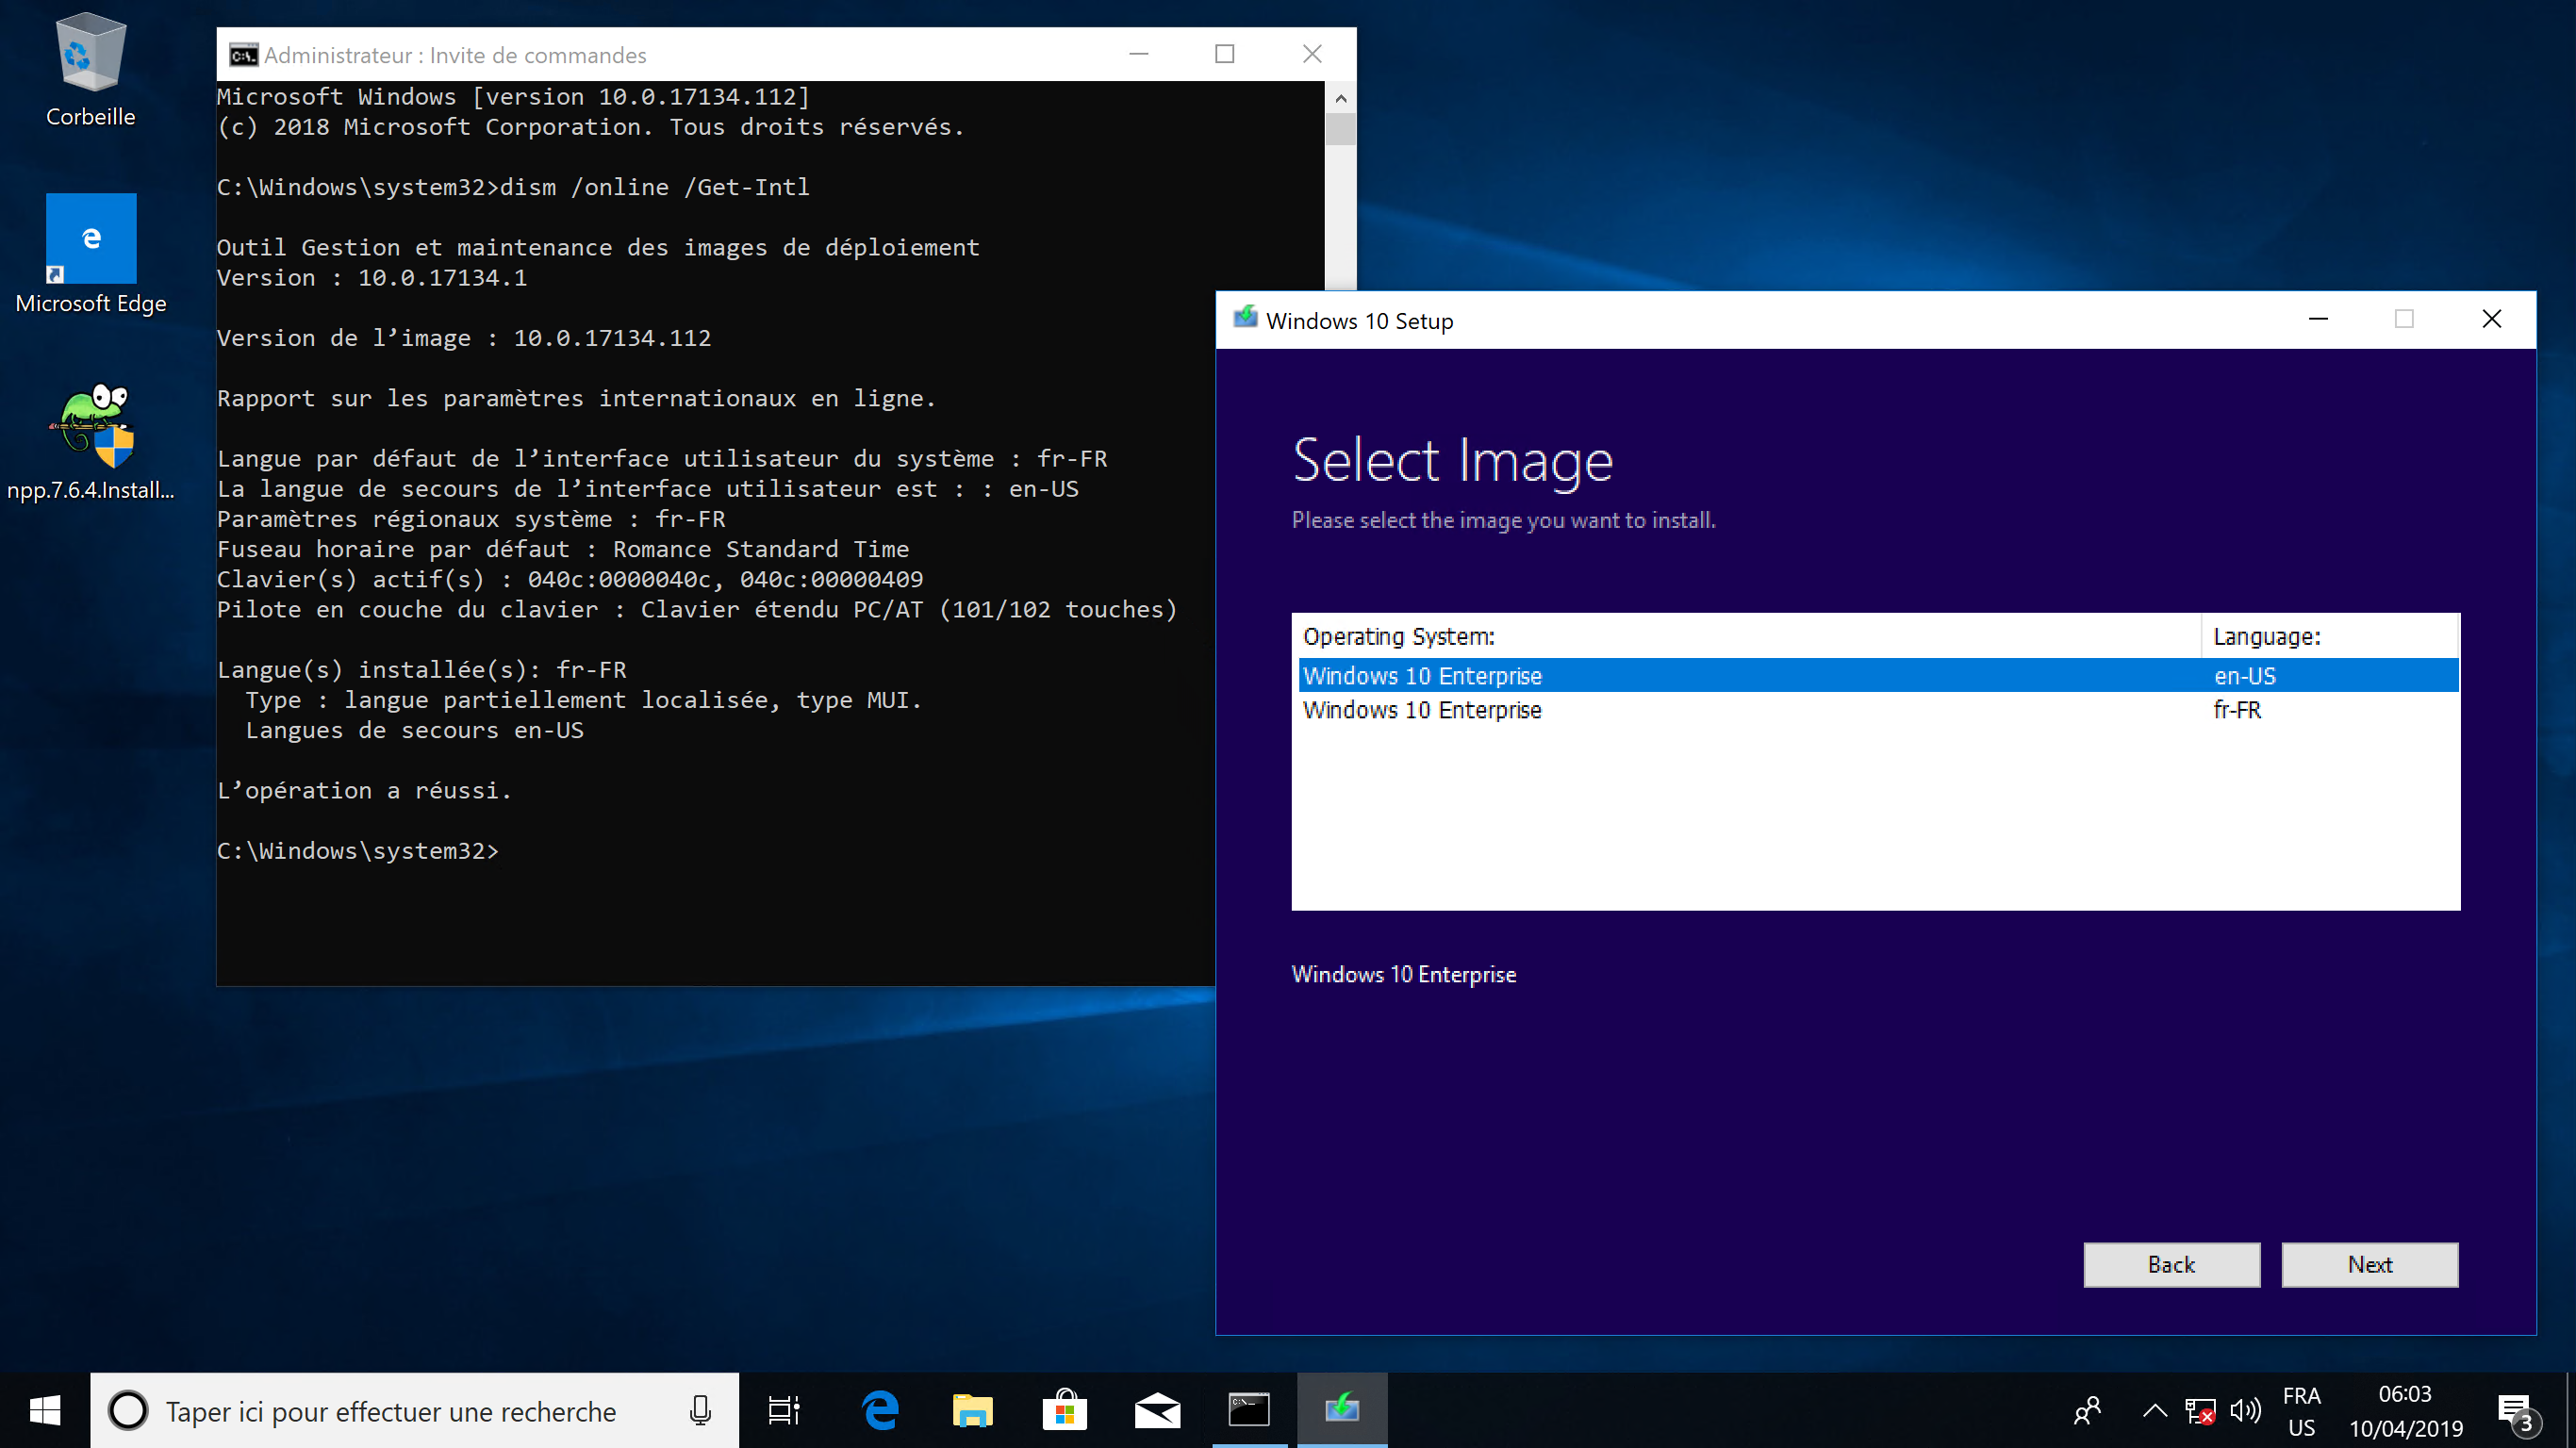 Corbeille
Microsoft Edge
npp.7.6.4.Install...
Administrateur : Invite de commandes
Microsoft Windows [version 10.0.17134.112]
(c) 2018 Microsoft Corporation. Tous droits réservés.
C:\Windows\system32>dism /online /Get-Intl
Outil Gestion et maintenance des images de déploiement
Version : 10.0.17134.1
Version de l’image : 10.0.17134.112
Rapport sur les paramètres internationaux en ligne.
Langue par défaut de l’interface utilisateur du système : fr-FR
La langue de secours de l’interface utilisateur est : : en-US
Paramètres régionaux système : fr-FR
Fuseau horaire par défaut : Romance Standard Time
Clavier(s) actif(s) : 040c:0000040c, 040c:00000409
Pilote en couche du clavier : Clavier étendu PC/AT (101/102 touches)
Langue(s) installée(s): fr-FR
Type : langue partiellement localisée, type MUI.
Langues de secours en-US
L’opération a réussi.
C:\Windows\system32>
Windows 10 Setup
Select Image
Please select the image you want to install.
Operating System: Language:
Windows 10 Enterprise en-US
Windows 10 Enterprise fr-FR
Windows 10 Enterprise
Back Next
Taper ici pour effectuer une recherche
FRA
US
06:03
10/04/2019
3